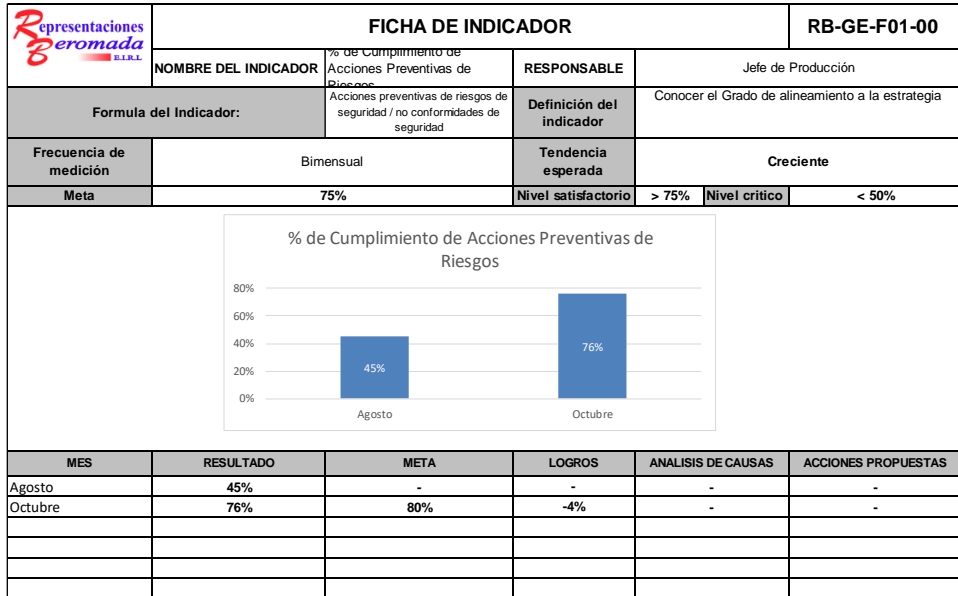 Representaciones
Beromada
E.I.R.L
FICHA DE INDICADOR
RB-GE-F01-00
NOMBRE DEL INDICADOR
% de Cumplimiento de
Acciones Preventivas de
Riesgos
RESPONSABLE
Jefe de Producción
Formula del Indicador:
Acciones preventivas de riesgos de
seguridad / no conformidades de
seguridad
Definición del
indicador
Conocer el Grado de alineamiento a la estrategia
Frecuencia de
medición
Bimensual
Tendencia
esperada
Creciente
Meta
75%
Nivel satisfactorio
> 75%
Nivel critico
< 50%
% de Cumplimiento de Acciones Preventivas de
Riesgos
80%
60%
40%
20%
0%
45%
76%
Agosto
Octubre
MES RESULTADO META LOGROS ANALISIS DE CAUSAS ACCIONES PROPUESTAS
Agosto 45% - - - -
Octubre 76% 80% -4% - -